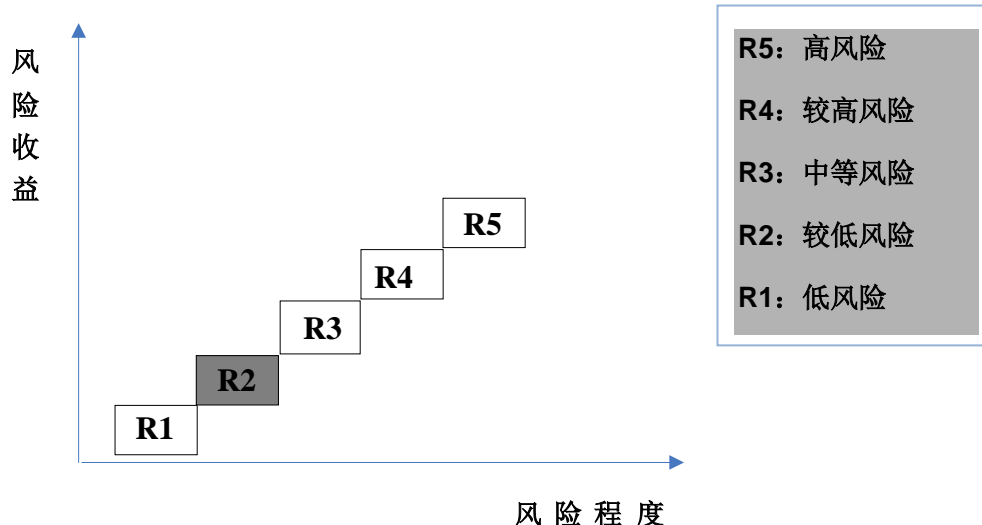 风险收益
R5
R4
R3
R2
R1
风险程度
R5：高风险
R4：较高风险
R3：中等风险
R2：较低风险
R1：低风险